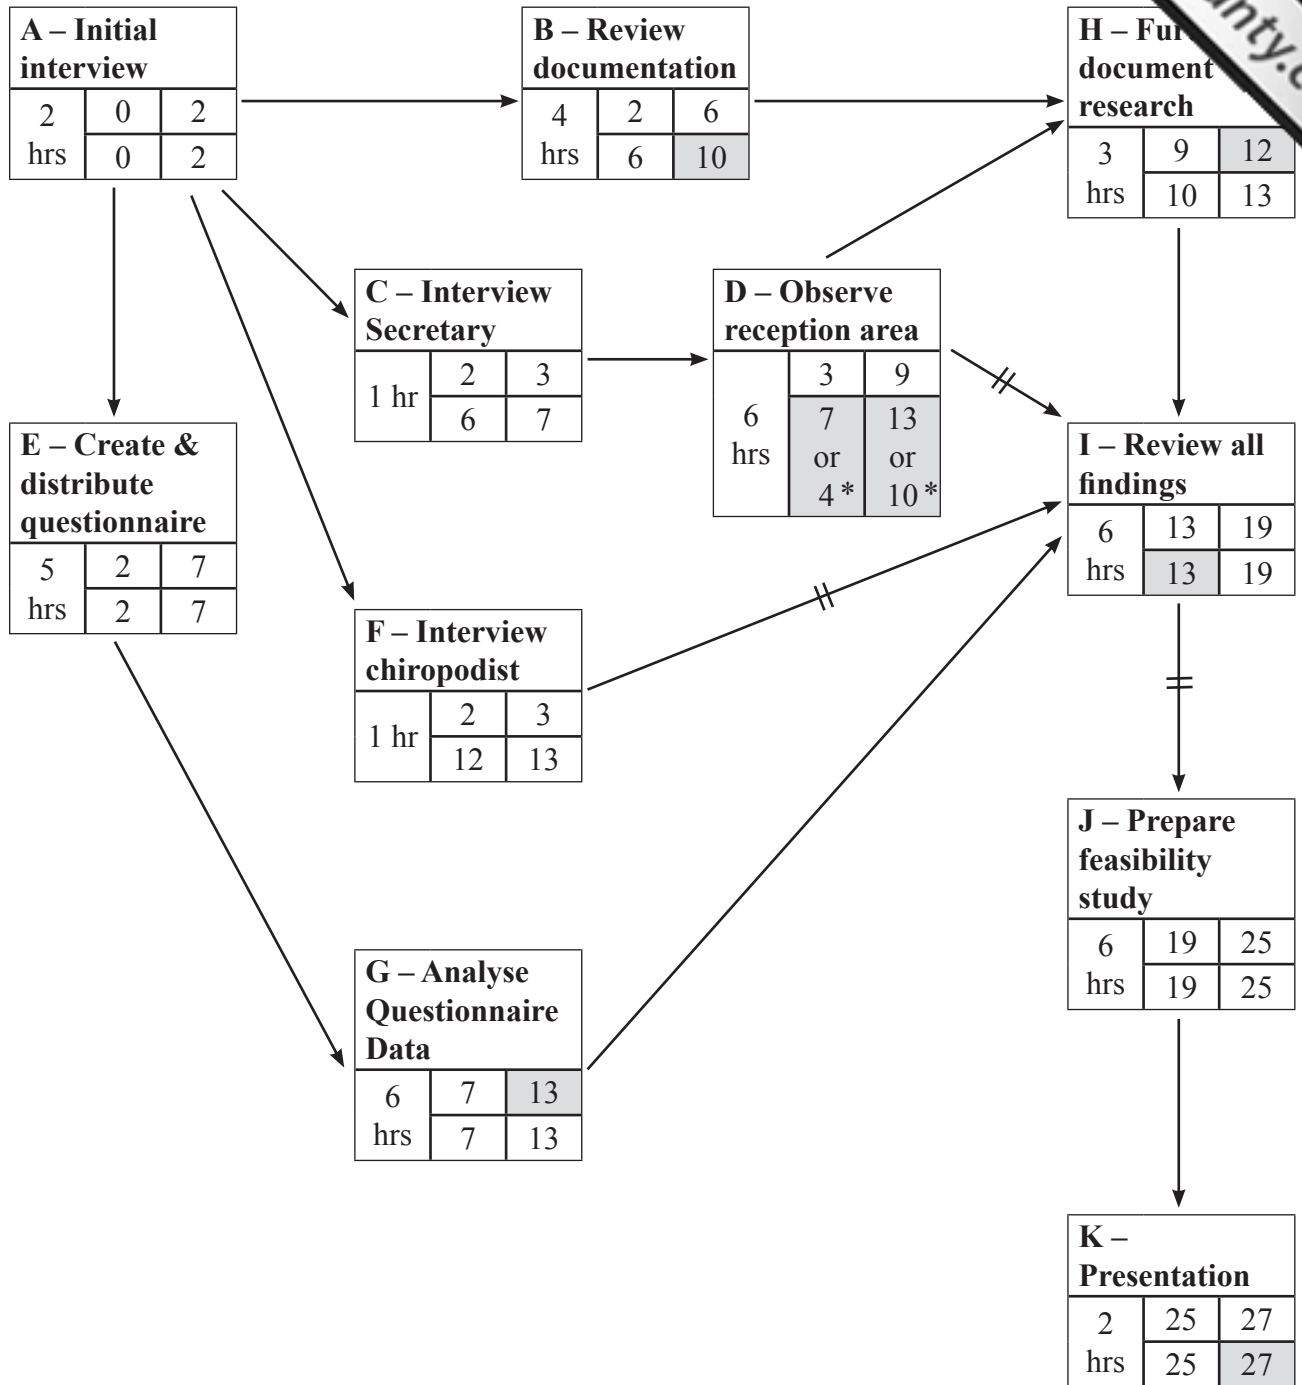 A – Initial
interview
2
hrs
0 2
0 2
B – Review
documentation
4
hrs
2 6
6 10
H –
document
research
3
hrs
9 12
10 13
C – Interview
Secretary
1 hr
2 3
6 7
D – Observe
reception area
6
hrs
3 9
7 13
or or
4 * 10 *
E – Create &
distribute
questionnaire
5
hrs
2 7
2 7
I – Review all
findings
6
hrs
13 19
13 19
F – Interview
chiropodist
1 hr
2 3
12 13
J – Prepare
feasibility
study
6
hrs
19 25
19 25
G – Analyse
Questionnaire
Data
6
hrs
7 13
7 13
K –
Presentation
2
hrs
25 27
25 27